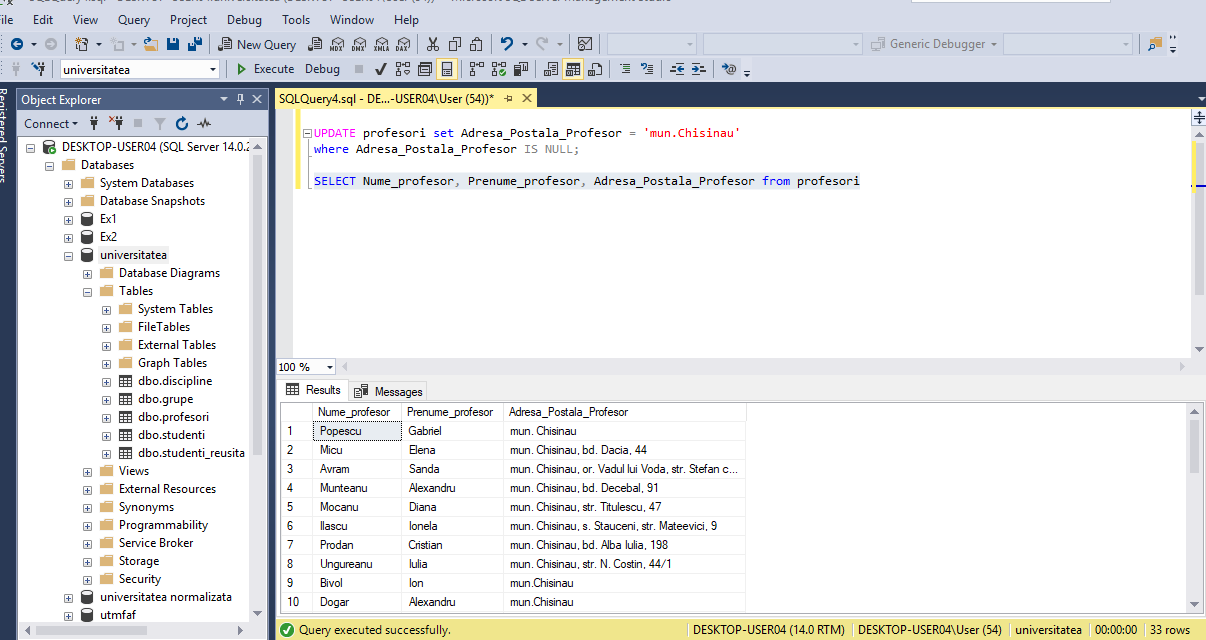 File Edit View Query Project Debug Tools Window Help
New Query MDX DMX XMLA DAX Generic Debugger
universitatea Execute Debug
Registered Servers
Object Explorer
Connect
DESKTOP-USER04 (SQL Server 14.0.2
Databases
System Databases
Database Snapshots
Ex1
Ex2
universitatea
Database Diagrams
Tables
System Tables
FileTables
External Tables
Graph Tables
dbo.discipline
dbo.grupe
dbo.profesori
dbo.studenti
dbo.studenti_reusita
Views
External Resources
Synonyms
Programmability
Service Broker
Storage
Security
universitatea normalizata
utmfaf
SQLQuery4.sql - DE...-USER04\User (54))*
UPDATE profesori set Adresa_Postala_Profesor = 'mun.Chisinau'
where Adresa_Postala_Profesor IS NULL;
SELECT Nume_profesor, Prenume_profesor, Adresa_Postala_Profesor from profesori
100 %
Results Messages
Nume_profesor Prenume_profesor Adresa_Postala_Profesor
1 Popescu Gabriel mun. Chisinau
2 Micu Elena mun. Chisinau, bd. Dacia, 44
3 Avram Sanda mun. Chisinau, or. Vadul lui Voda, str. Stefan c...
4 Munteanu Alexandru mun. Chisinau, bd. Decebal, 91
5 Mocanu Diana mun. Chisinau, str. Titulescu, 47
6 Ilascu Ionela mun. Chisinau, s. Stauceni, str. Mateevici, 9
7 Prodan Cristian mun. Chisinau, bd. Alba Iulia, 198
8 Ungureanu Iulia mun. Chisinau, str. N. Costin, 44/1
9 Bivol Ion mun.Chisinau
10 Dogar Alexandru mun.Chisinau
Query executed successfully. DESKTOP-USER04 (14.0 RTM) DESKTOP-USER04\User (54) universitatea 00:00:00 33 rows